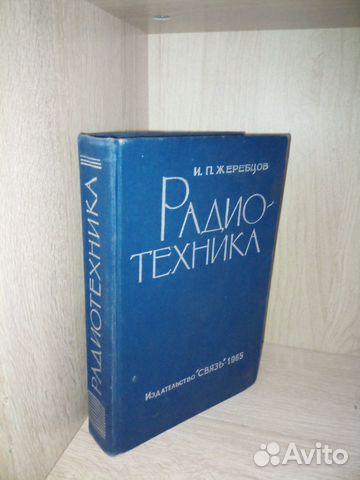 И. П. ЖЕРЕБЦОВ
РАДИО-
ТЕХНИКА
ИЗДАТЕЛЬСТВО "СВЯЗЬ" 1965
РАДИОТЕХНИКА
Avito